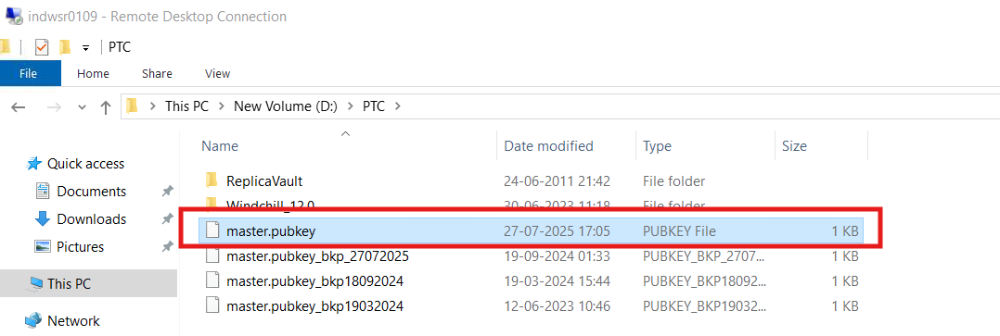 indwsr0109 - Remote Desktop Connection
PTC
File Home Share View
This PC New Volume (D:) PTC
Name Date modified Type Size
Quick access
Documents
Downloads
Pictures
This PC
Network
ReplicaVault 24-06-2011 21:42 File folder
Windchill_12.0 30-06-2023 11:18 File folder
master.pubkey 27-07-2025 17:05 PUBKEY File 1 KB
master.pubkey_bkp_27072025 19-09-2024 01:33 PUBKEY_BKP_2707... 1 KB
master.pubkey_bkp18092024 19-03-2024 15:44 PUBKEY_BKP18092... 1 KB
master.pubkey_bkp19032024 12-06-2023 10:46 PUBKEY_BKP19032... 1 KB